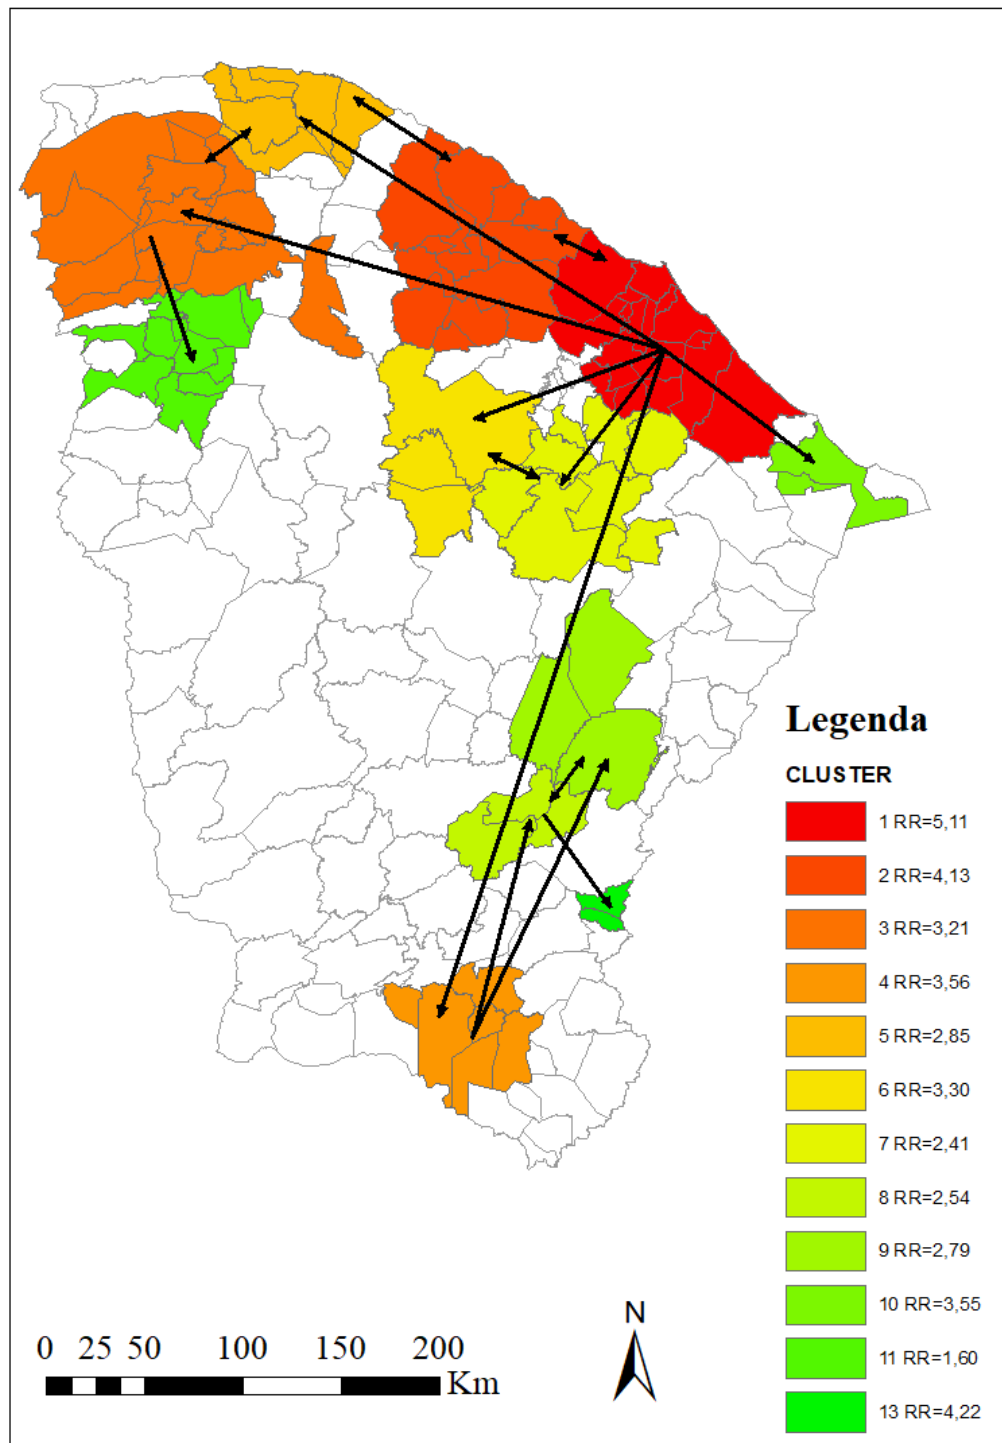 Legenda
CLUSTER
1 RR=5,11
2 RR=4,13
3 RR=3,21
4 RR=3,56
5 RR=2,85
6 RR=3,30
7 RR=2,41
8 RR=2,54
9 RR=2,79
10 RR=3,55
11 RR=1,60
13 RR=4,22
N
0 25 50 100 150 200
Km